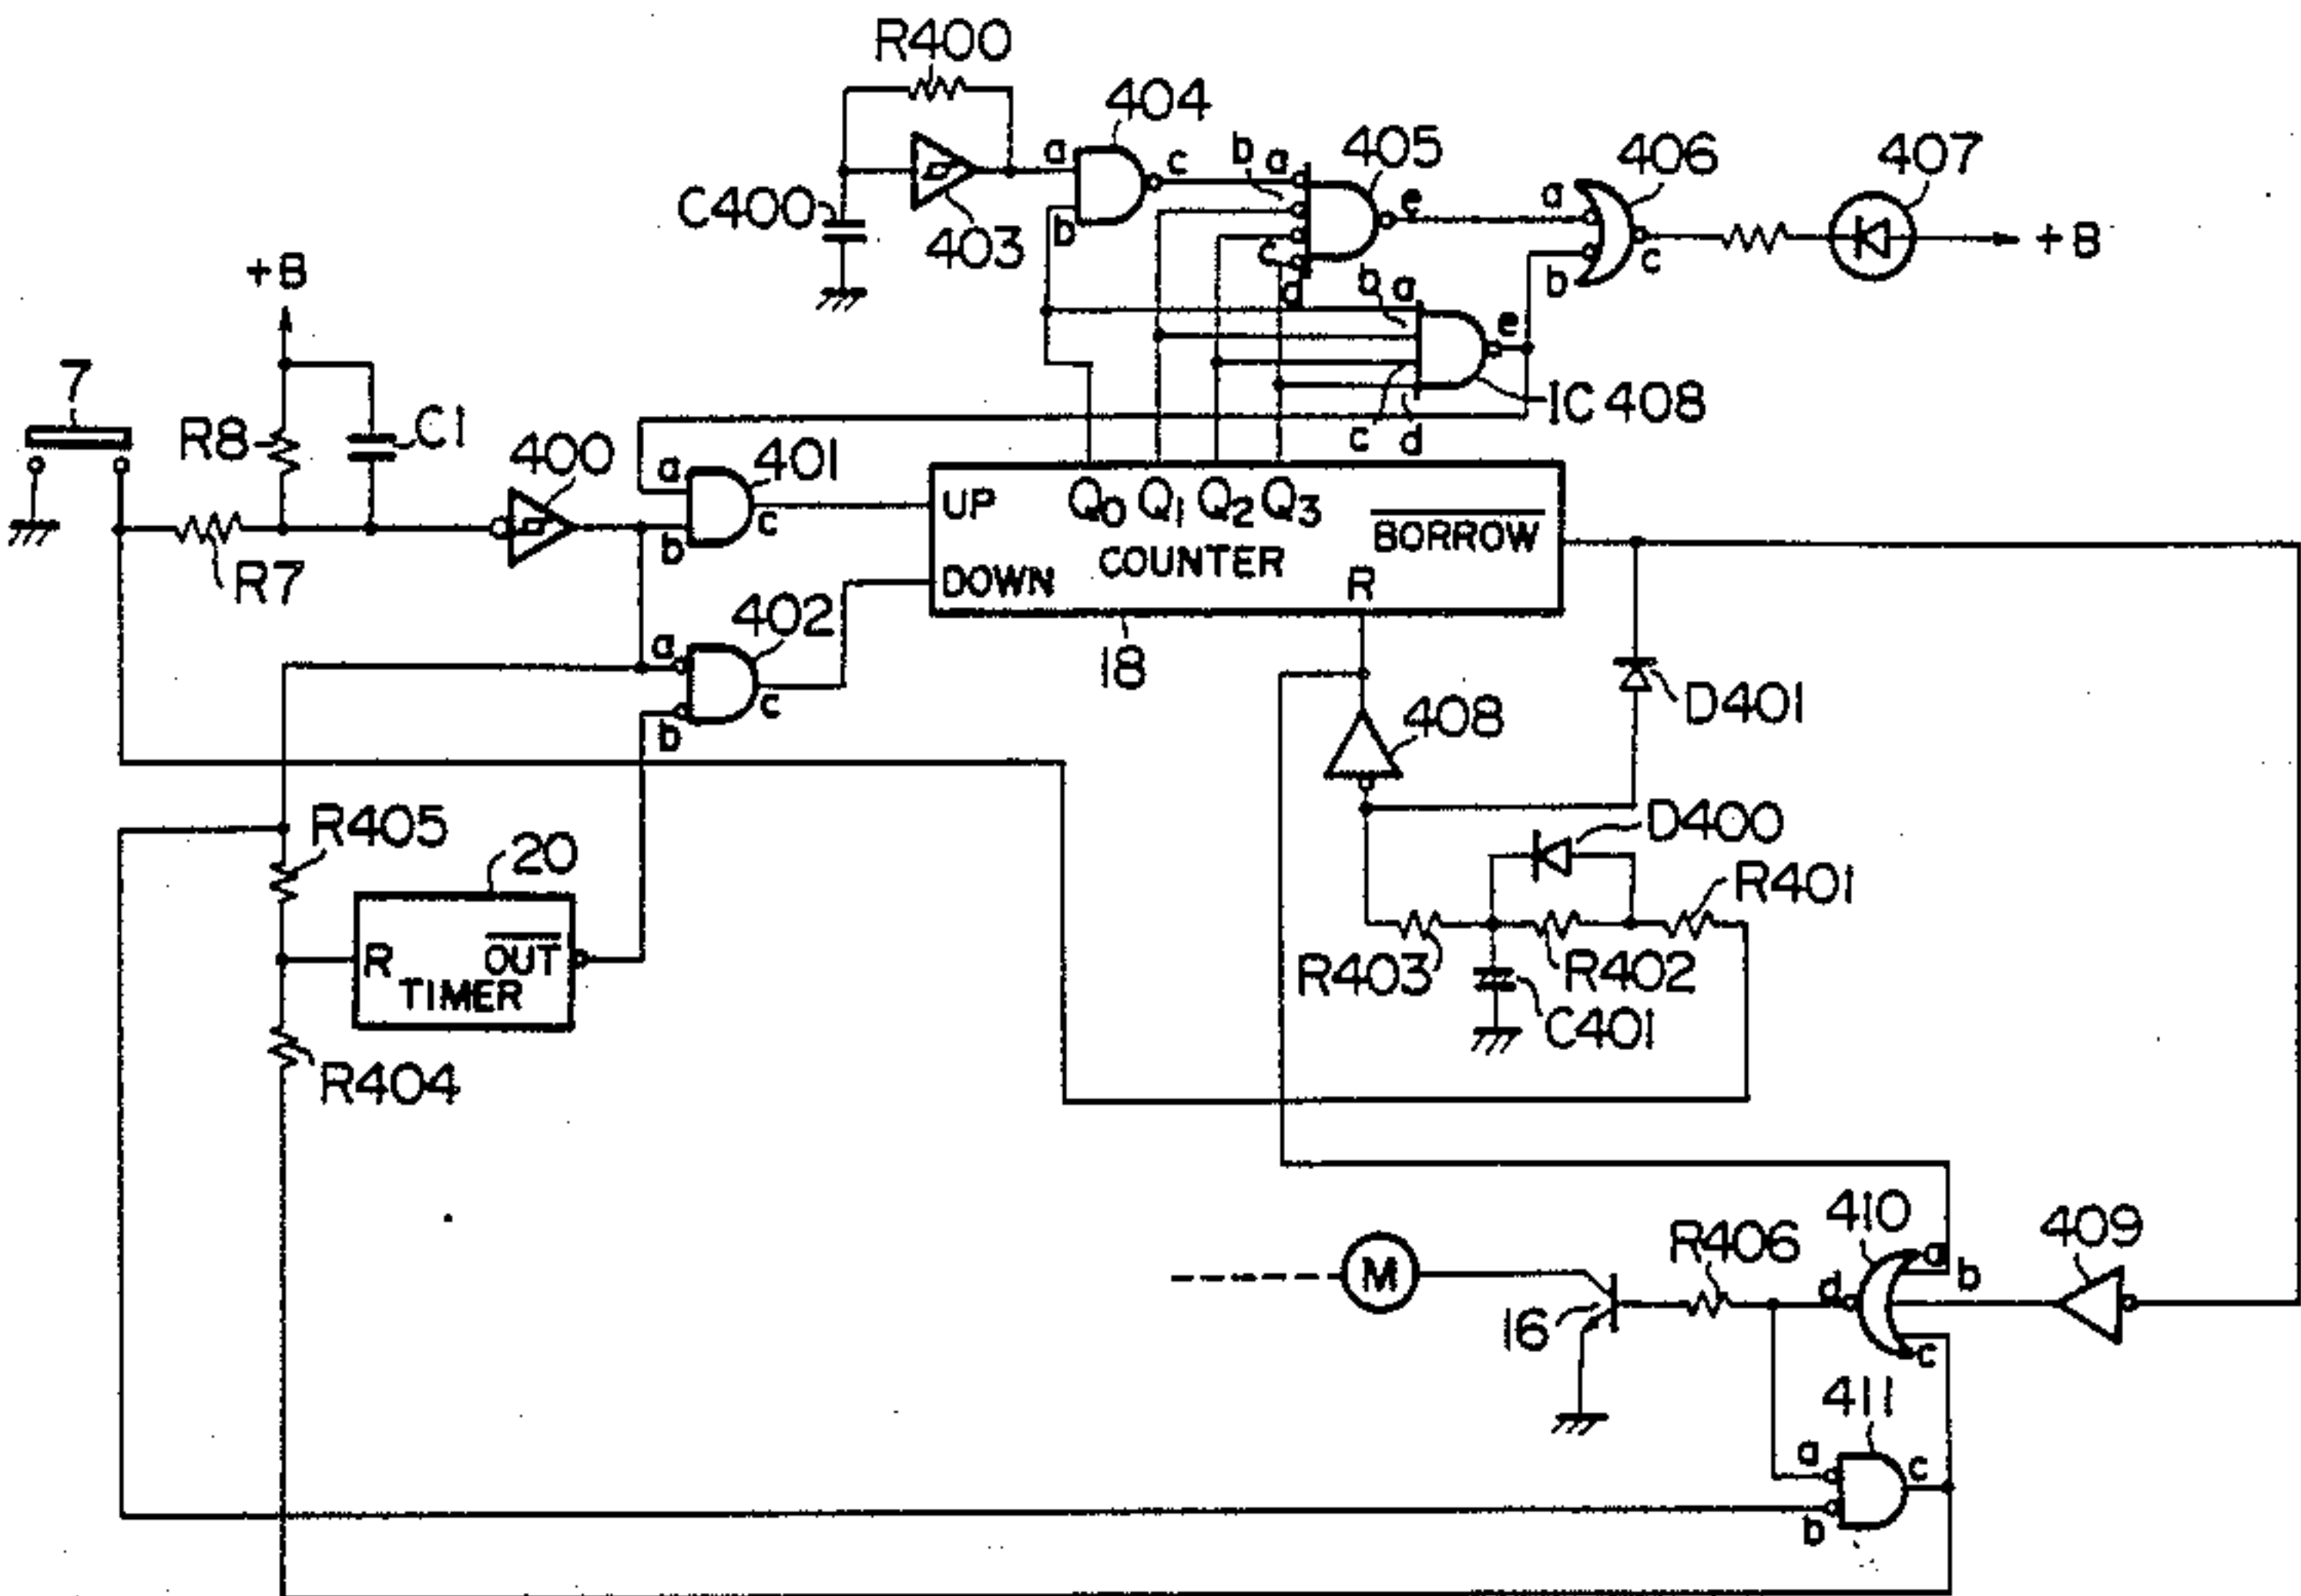 R400
404
405
406
407
a
c
b
a
e
a
C400
403
b
c
b
c
+B
+B
d
b
a
e
7
R8
C1
400
a
401
c
d
IC408
b
c
UP
Q0 Q1 Q2 Q3
BORROW
COUNTER
DOWN
R
R7
402
a
c
b
18
408
D401
R405
20
D400
R401
R
OUT
TIMER
R403
R402
C401
R404
410
409
R406
a
b
M
d
16
c
411
a
c
b